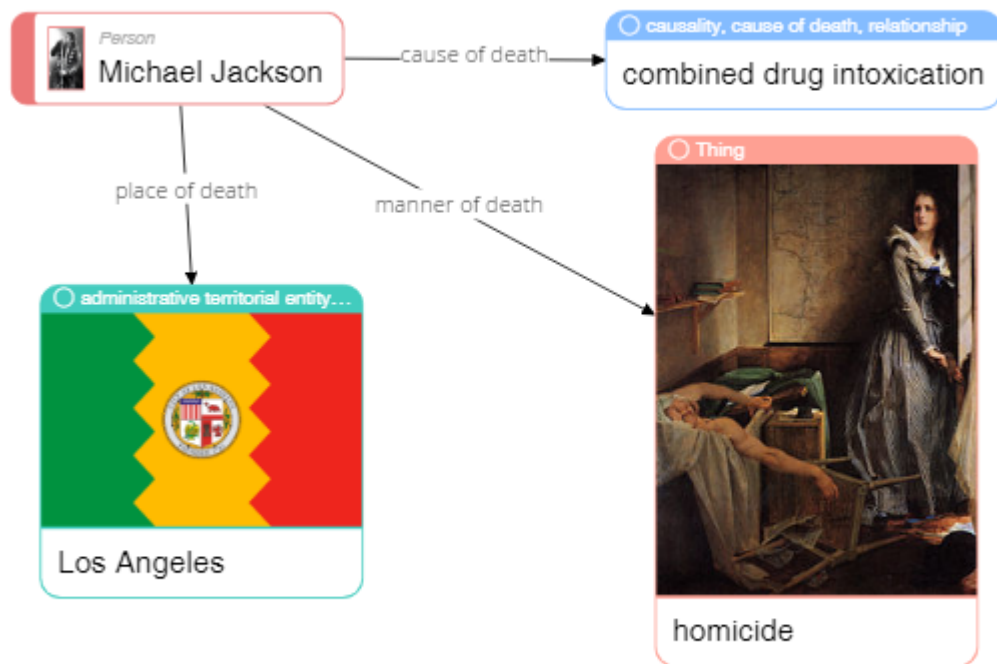 Person
Michael Jackson
cause of death
causality, cause of death, relationship
combined drug intoxication
place of death
manner of death
Thing
administrative territorial entity…
Los Angeles
homicide